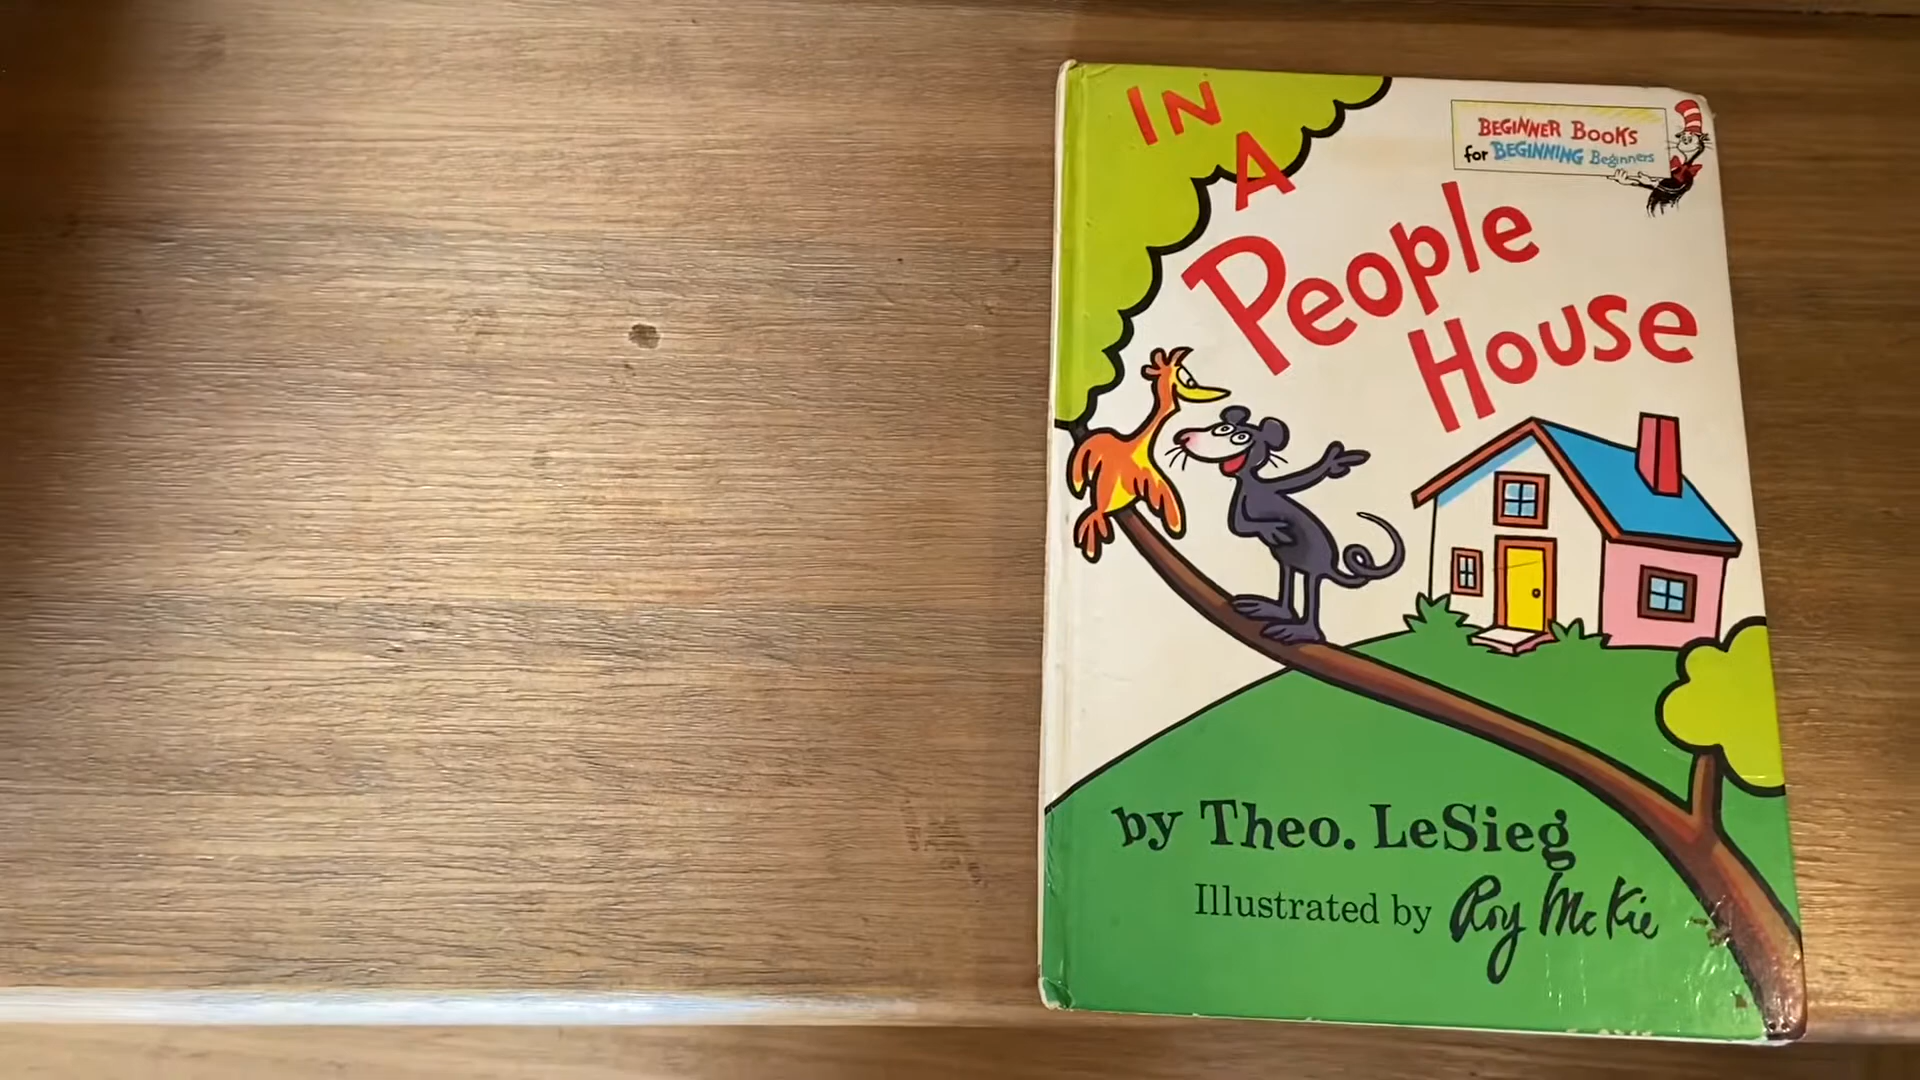 IN
A
People
House
BEGINNER BOOKS
for BEGINNING Beginners
by Theo. LeSieg
Illustrated by Roy McKie